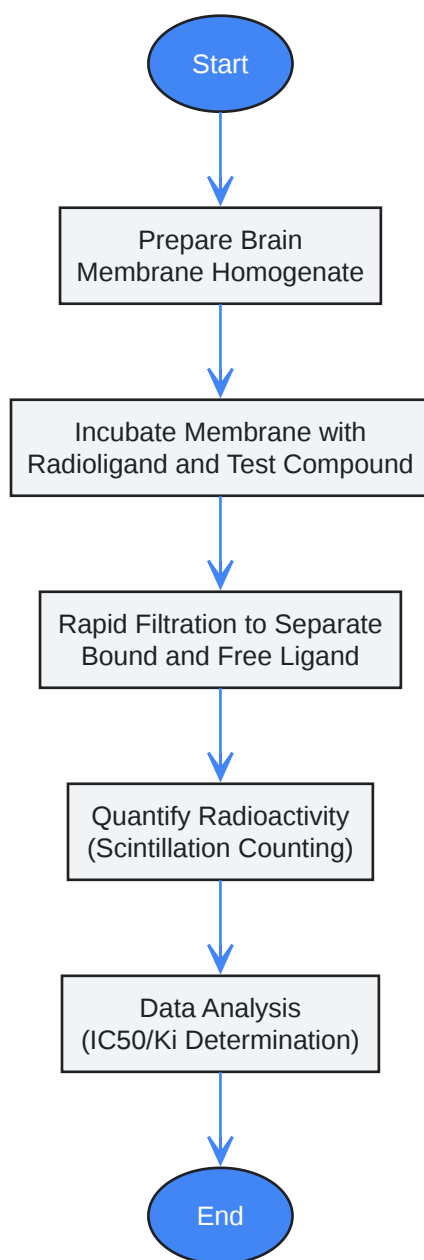 Start
Prepare Brain
Membrane Homogenate
Incubate Membrane with
Radioligand and Test Compound
Rapid Filtration to Separate
Bound and Free Ligand
Quantify Radioactivity
(Scintillation Counting)
Data Analysis
(IC50/Ki Determination)
End